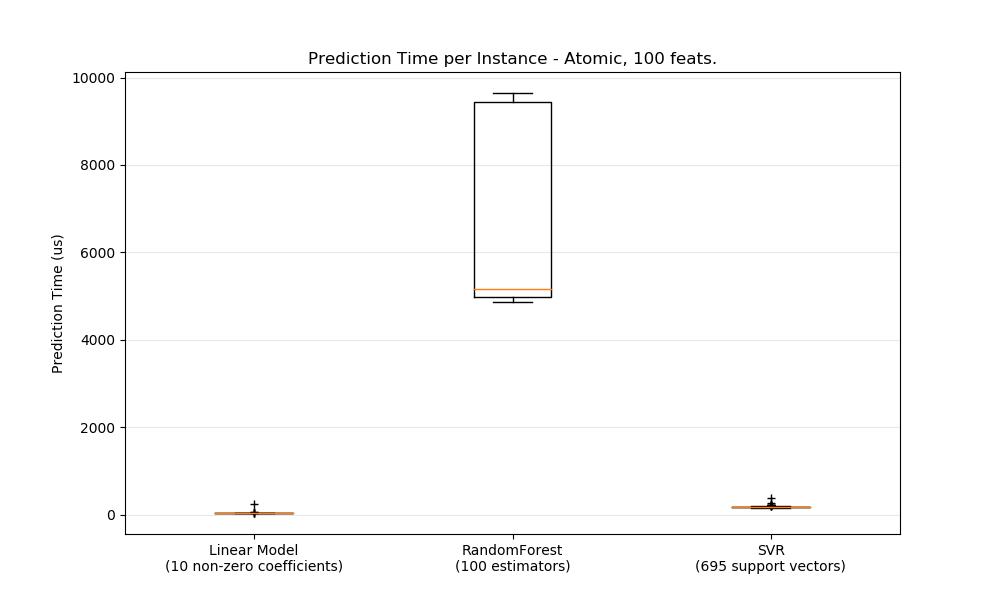 Prediction Time per Instance - Atomic, 100 feats.
10000
8000
6000
4000
2000
0
Prediction Time (us)
Linear Model
(10 non-zero coefficients)
RandomForest
(100 estimators)
SVR
(695 support vectors)